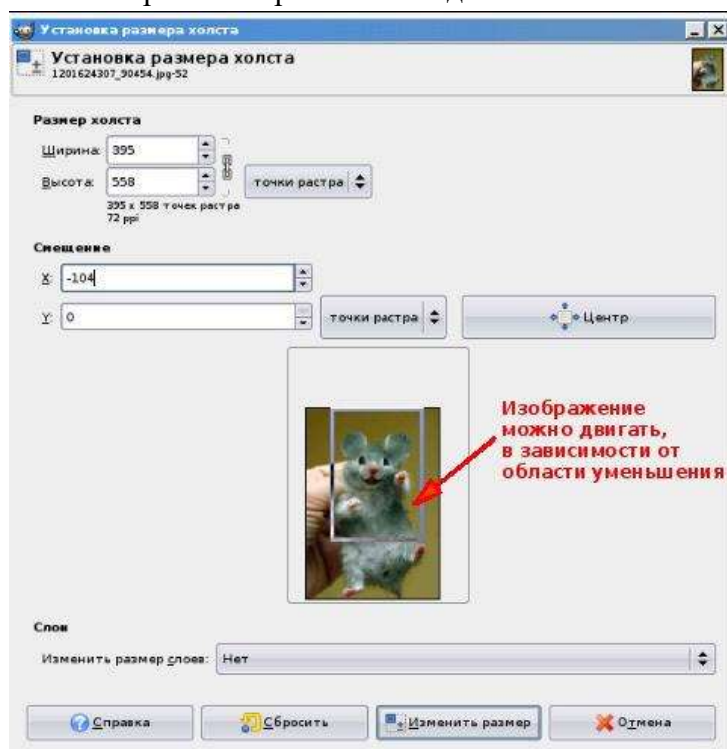 Установка размера холста
Установка размера холста
1201624307_90454.jpg-52
Размер холста
Ширина: 395
Высота: 558
точки растра
395 x 558 точек растра
72 ppi
Смещение
X: -104
Y: 0
точки растра
Центр
Изображение
можно двигать,
в зависимости от
области уменьшения
Слои
Изменить размер слоев: Нет
Справка
Сбросить
Изменить размер
Отмена